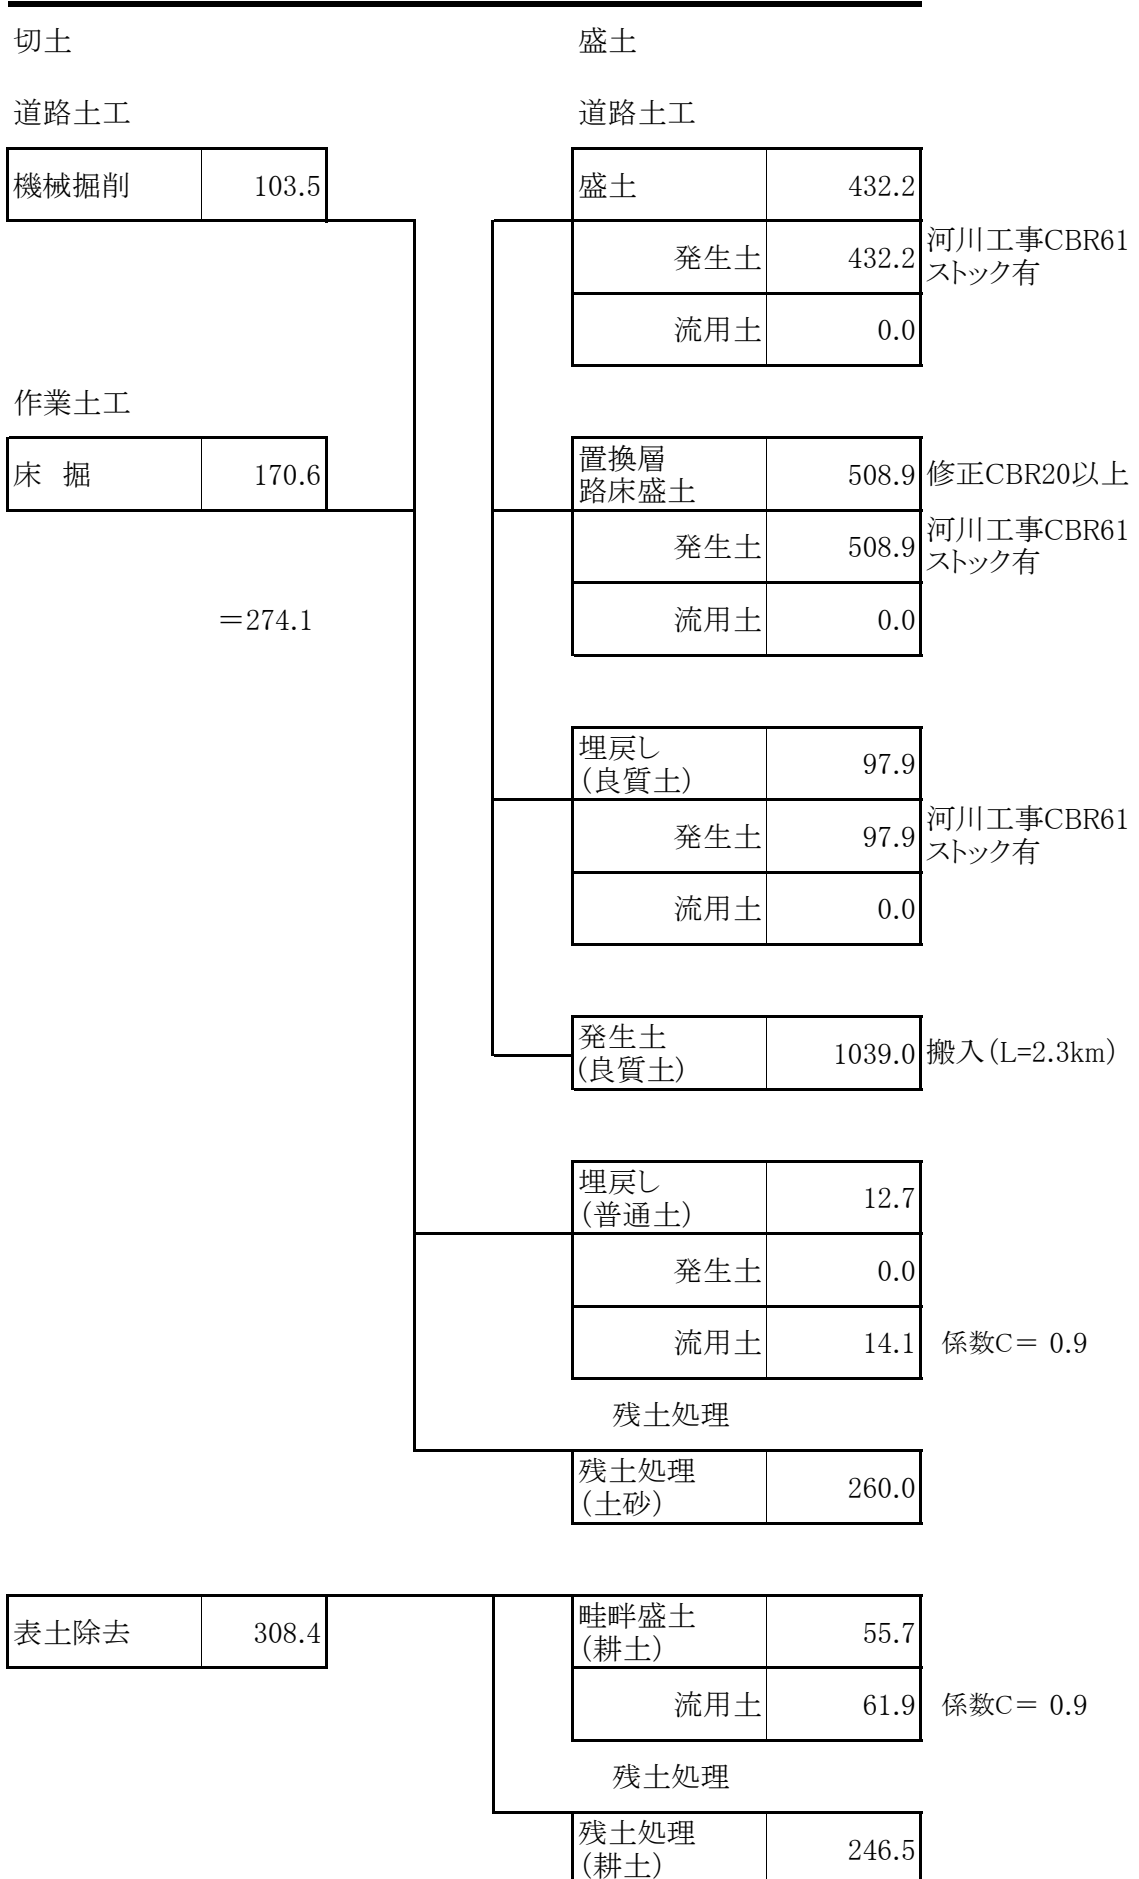 切土 盛土
道路土工 道路土工
機械掘削 103.5 盛土 432.2
発生土 432.2 河川工事CBR61
ストック有
流用土 0.0
作業土工
床 掘 170.6 置換層
路床盛土 508.9 修正CBR20以上
発生土 508.9 河川工事CBR61
ストック有
＝274.1 流用土 0.0
埋戻し
（良質土） 97.9
発生土 97.9 河川工事CBR61
ストック有
流用土 0.0
発生土
（良質土） 1039.0 搬入（L=2.3km）
埋戻し
（普通土） 12.7
発生土 0.0
流用土 14.1 係数C＝ 0.9
残土処理
残土処理
（土砂） 260.0
表土除去 308.4 畦畔盛土
（耕土） 55.7
流用土 61.9 係数C＝ 0.9
残土処理
残土処理
（耕土） 246.5